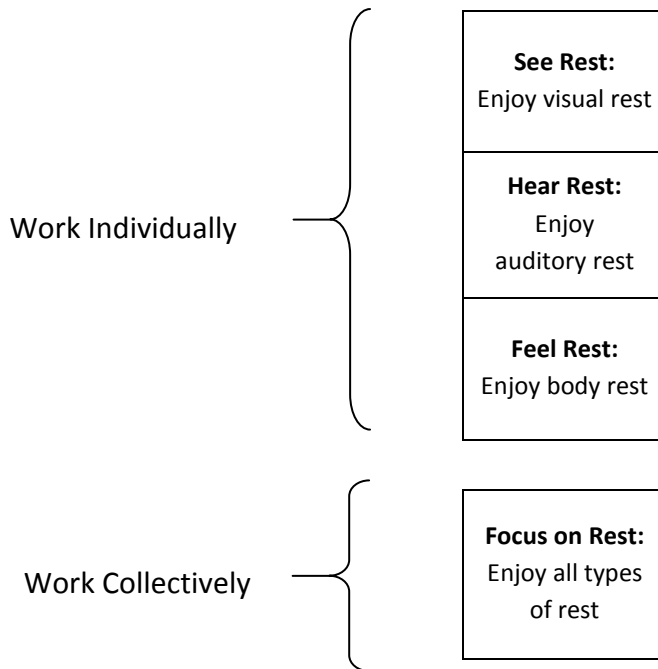 See Rest:
Enjoy visual rest
Hear Rest:
Enjoy
auditory rest
Work Individually
Feel Rest:
Enjoy body rest
Focus on Rest:
Enjoy all types
of rest
Work Collectively